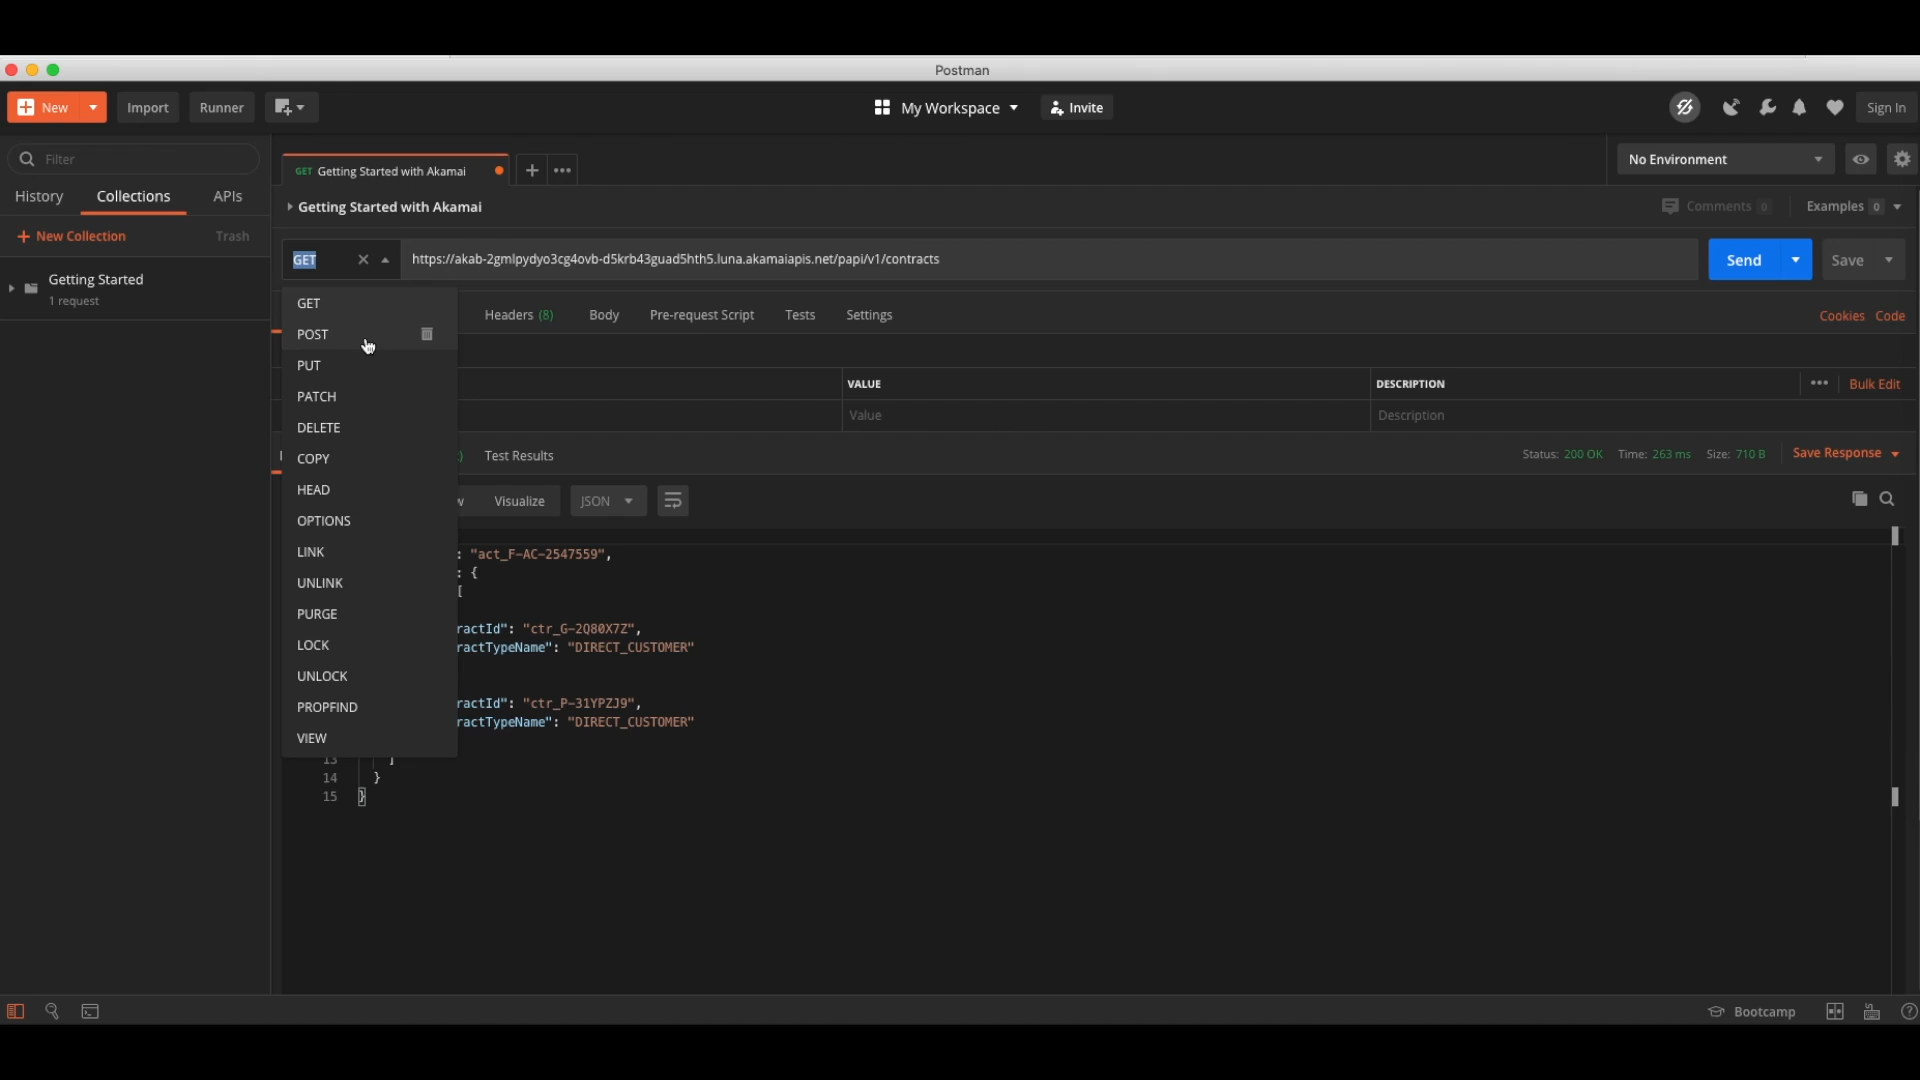 Postman
New
Import
Runner
My Workspace
Invite
Sign In
Filter
History
Collections
APIs
New Collection
Trash
Getting Started
1 request
GET Getting Started with Akamai
No Environment
Getting Started with Akamai
Comments 0
Examples 0
GET
https://akab-2gmlpydyo3cg4ovb-d5krb43guad5hth5.luna.akamaiapis.net/papi/v1/contracts
Send
Save
GET
POST
PUT
PATCH
DELETE
COPY
HEAD
OPTIONS
LINK
UNLINK
PURGE
LOCK
UNLOCK
PROPFIND
VIEW
Headers (8)
Body
Pre-request Script
Tests
Settings
Cookies
Code
VALUE
DESCRIPTION
Bulk Edit
Value
Description
Test Results
Status: 200 OK
Time: 263 ms
Size: 710 B
Save Response
Visualize
JSON
: "act_F-AC-2547559",
: {
[
ractId": "ctr_G-2Q80X7Z",
ractTypeName": "DIRECT_CUSTOMER"
ractId": "ctr_P-31YPZJ9",
ractTypeName": "DIRECT_CUSTOMER"
13 ]
14 }
15 }
Bootcamp